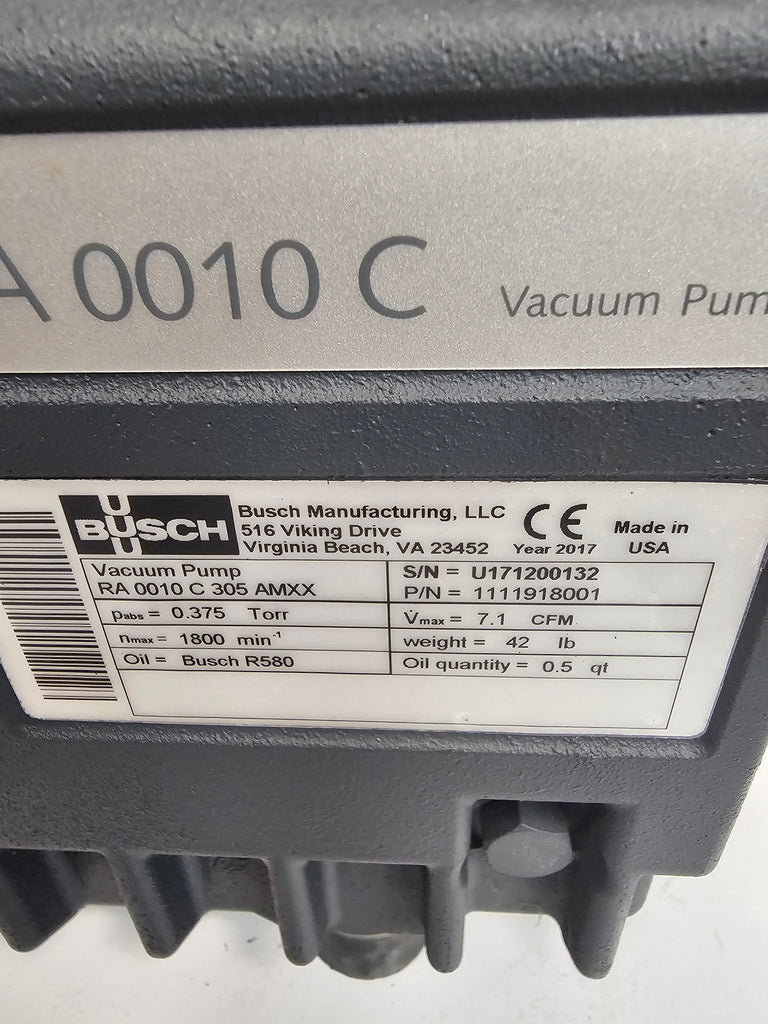 RA 0010 C Vacuum Pum
BUSCH
U
U
Busch Manufacturing, LLC
516 Viking Drive
Virginia Beach, VA 23452
CE
Year 2017
Made in
USA
Vacuum Pump
RA 0010 C 305 AMXX
S/N = U171200132
P/N = 1111918001
pabs = 0.375 Torr
V̇max = 7.1 CFM
nmax = 1800 min⁻¹
weight = 42 lb
Oil = Busch R580
Oil quantity = 0.5 qt